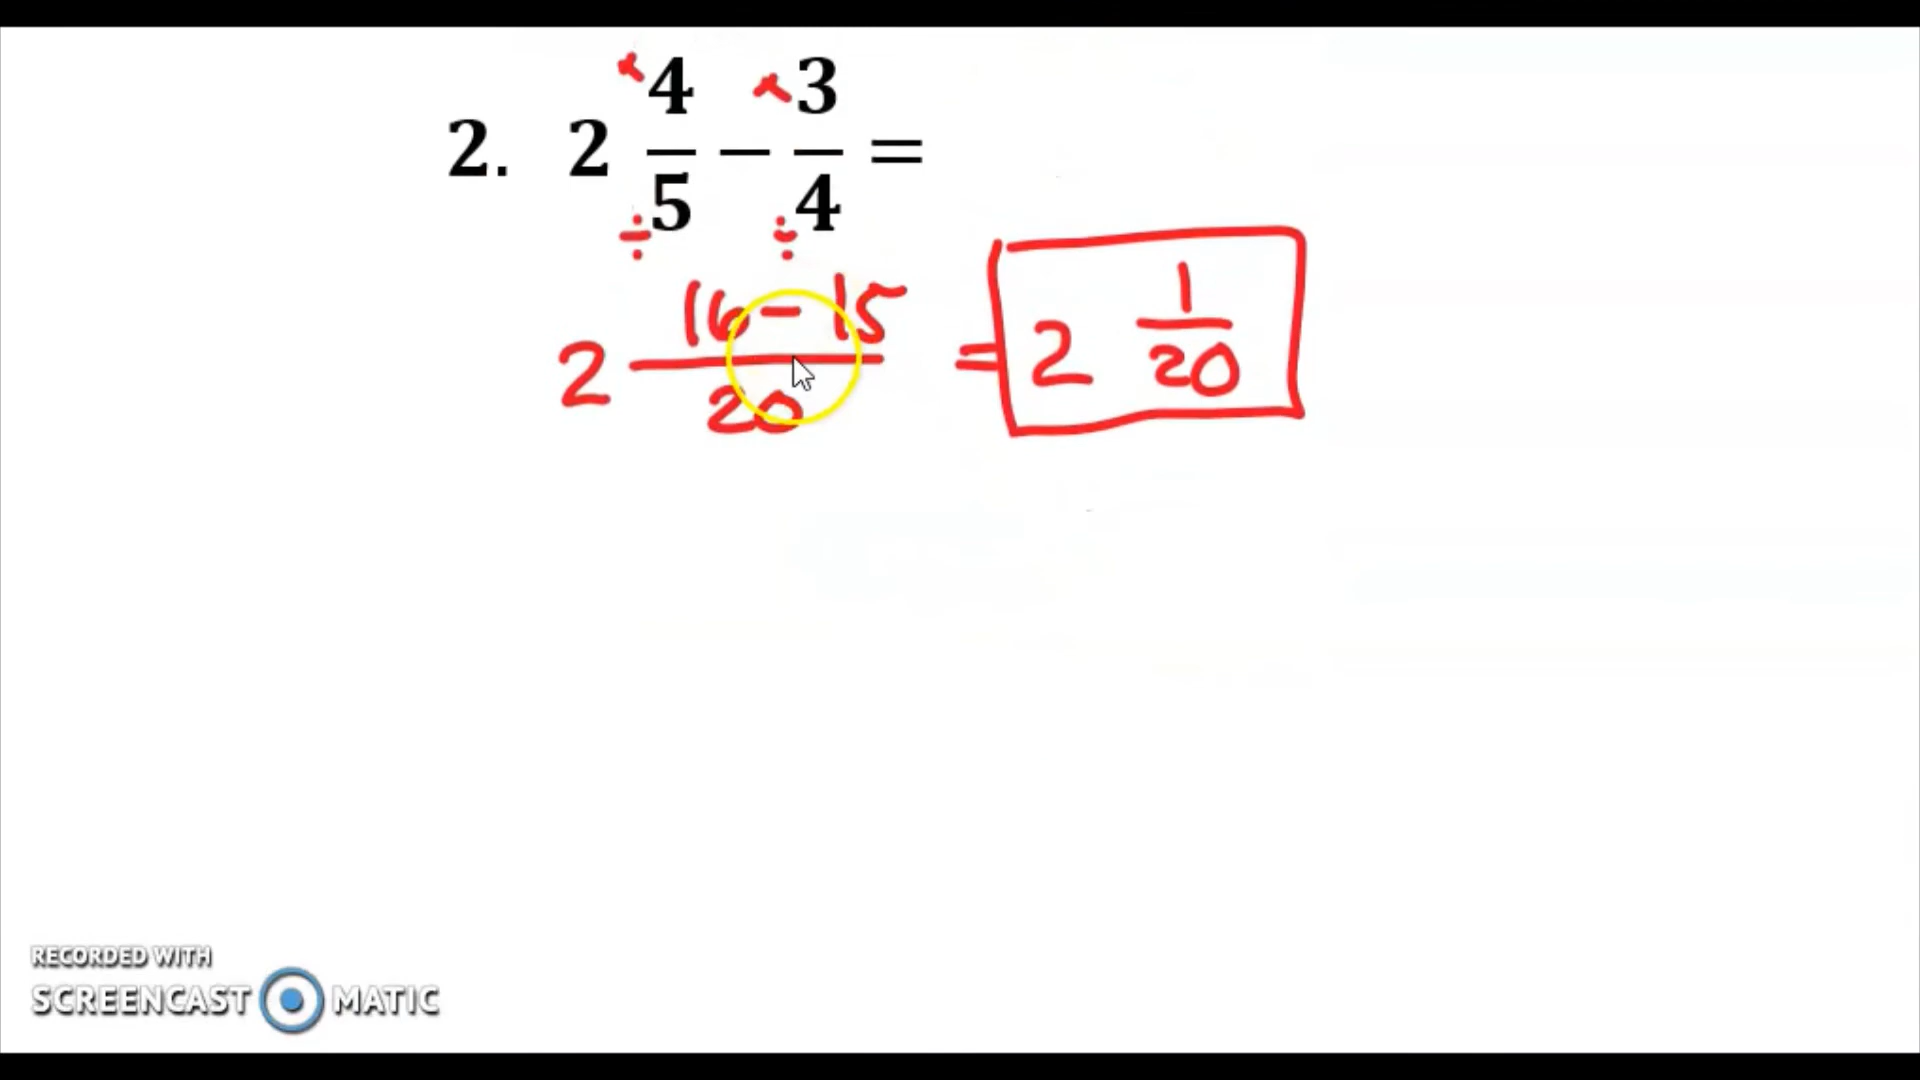 2. 2 4/5 − 3/4 =
2 16 − 15 / 20 = 2 1/20
RECORDED WITH
SCREENCAST MATIC